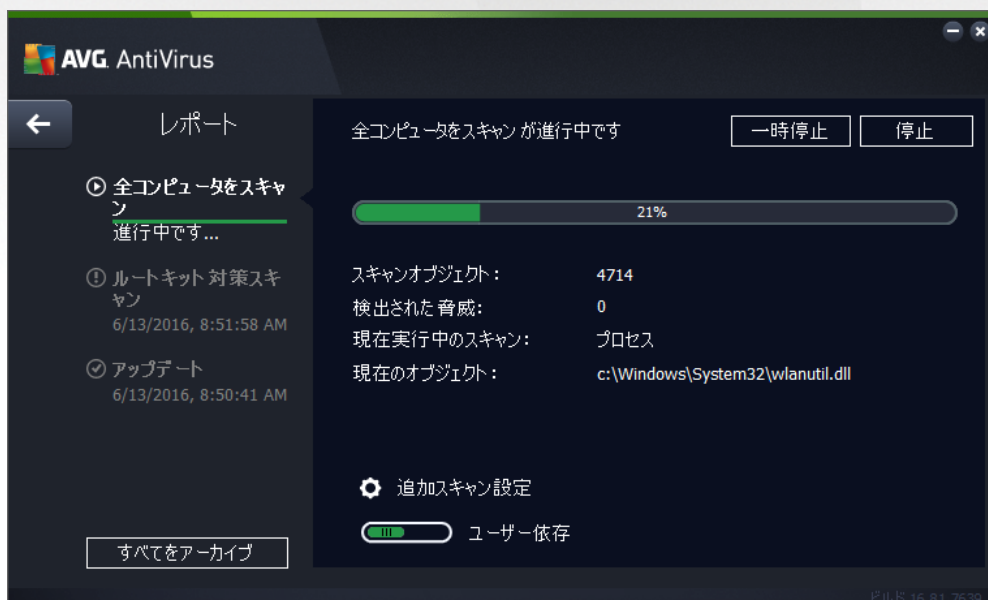 AVG AntiVirus
レポート
全コンピュータをスキャ
ン
進行中です...
ルートキット 対策スキ
ャン
6/13/2016, 8:51:58 AM
アップデート
6/13/2016, 8:50:41 AM
すべてをアーカイブ
全コンピュータをスキャン が進行中です
一時停止
停止
21%
スキャンオブジェクト: 4714
検出された 脅威: 0
現在実行中のスキャン: プロセス
現在のオブジェクト: c:\Windows\System32\wlanutil.dll
追加スキャン設定
ユーザー依存
ビルド 16.81.7639